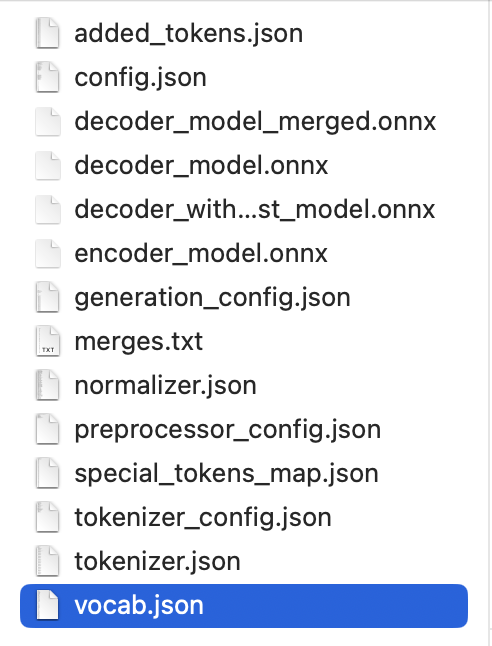 added_tokens.json
config.json
decoder_model_merged.onnx
decoder_model.onnx
decoder_with...st_model.onnx
encoder_model.onnx
generation_config.json
TXT merges.txt
normalizer.json
preprocessor_config.json
special_tokens_map.json
tokenizer_config.json
tokenizer.json
vocab.json